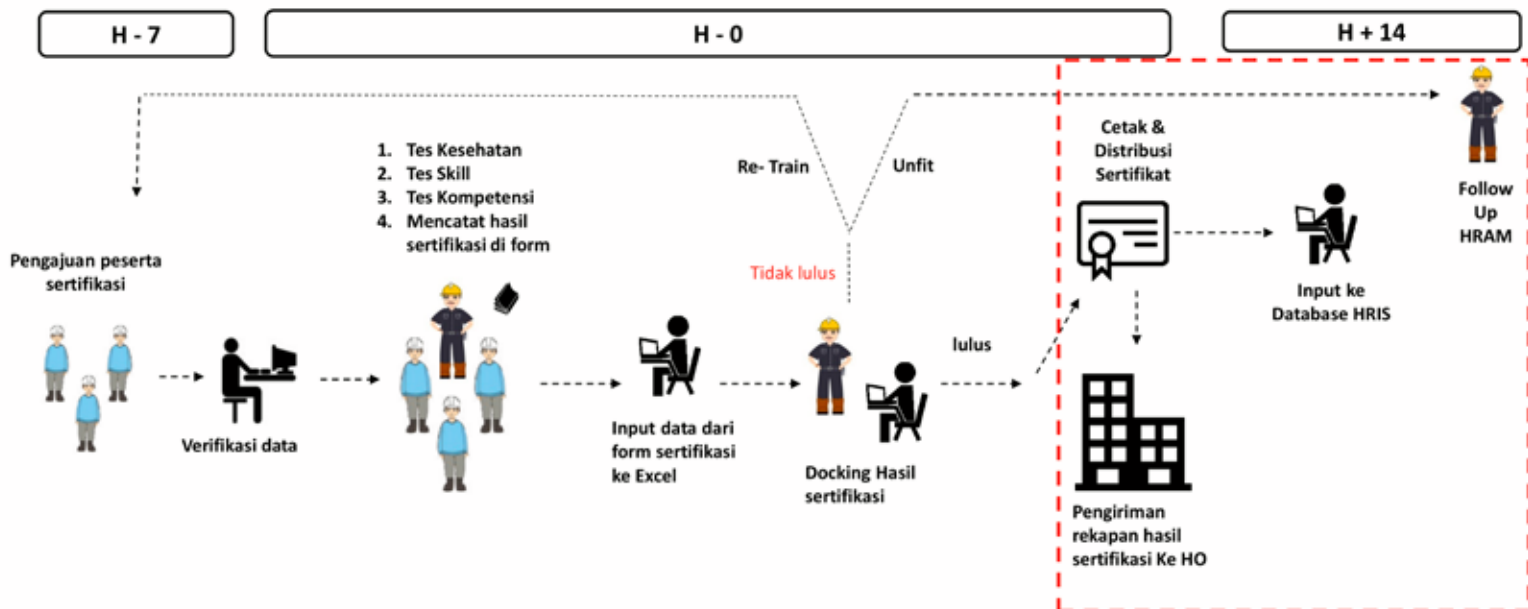 H - 7
H - 0
H + 14
Pengajuan peserta
sertifikasi
Verifikasi data
1. Tes Kesehatan
2. Tes Skill
3. Tes Kompetensi
4. Mencatat hasil
sertifikasi di form
Input data dari
form sertifikasi
ke Excel
Re- Train
Unfit
Tidak lulus
Docking Hasil
sertifikasi
lulus
Cetak &
Distribusi
Sertifikat
Pengiriman
rekapan hasil
sertifikasi Ke HO
Input ke
Database HRIS
Follow
Up
HRAM